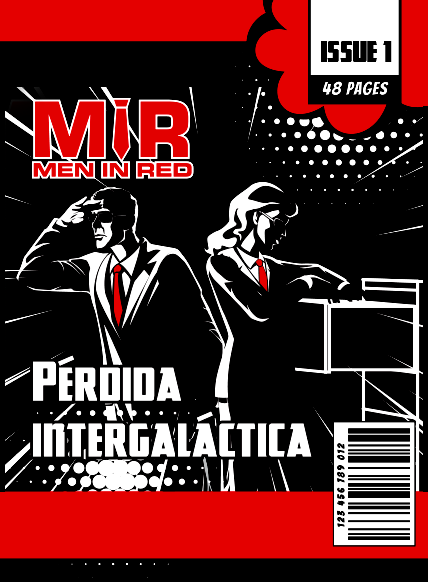 ISSUE 1
48 PAGES
MiR
MEN IN RED
PERDIDA
INTERGALACTICA
123 456 789 012